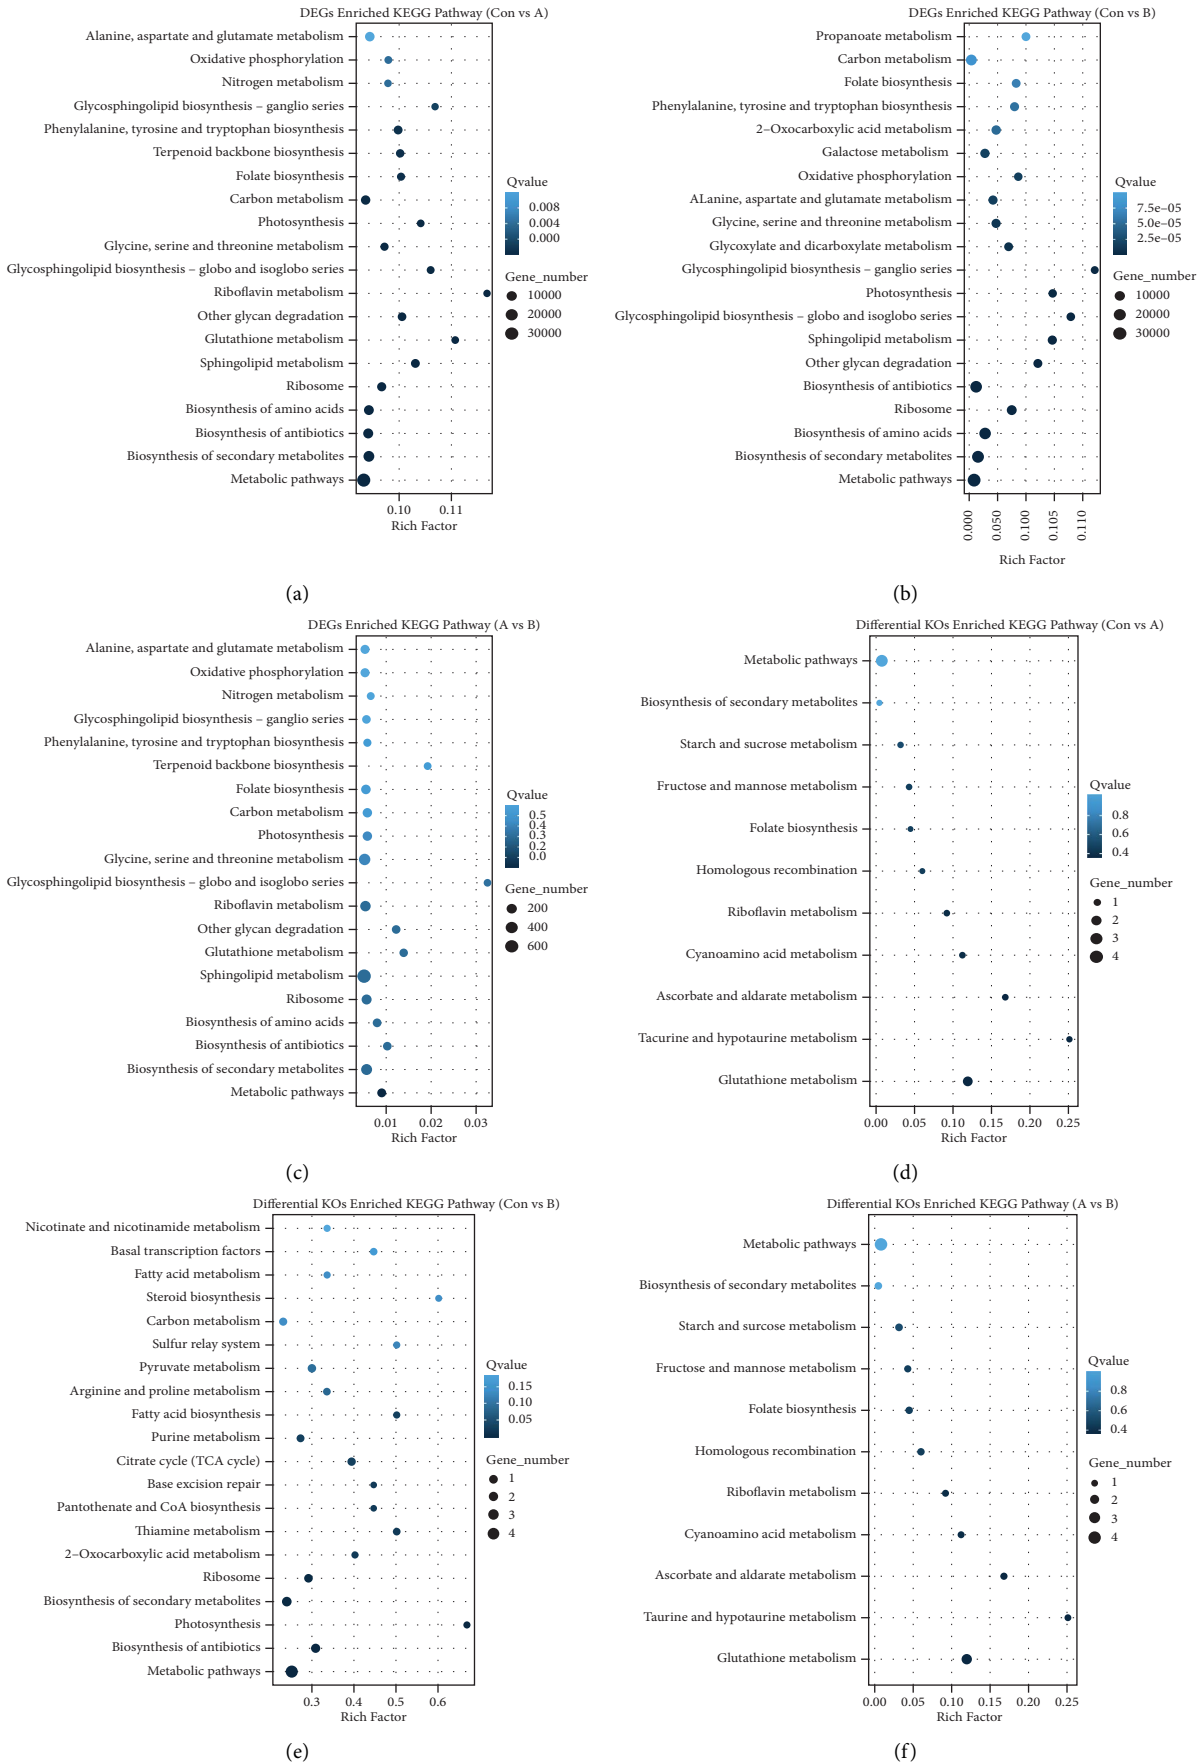 DEGs Enriched KEGG Pathway (Con vs A)
Alanine, aspartate and glutamate metabolism
Oxidative phosphorylation
Nitrogen metabolism
Glycosphingolipid biosynthesis – ganglio series
Phenylalanine, tyrosine and tryptophan biosynthesis
Terpenoid backbone biosynthesis
Folate biosynthesis
Carbon metabolism
Photosynthesis
Glycine, serine and threonine metabolism
Glycosphingolipid biosynthesis – globo and isoglobo series
Riboflavin metabolism
Other glycan degradation
Glutathione metabolism
Sphingolipid metabolism
Ribosome
Biosynthesis of amino acids
Biosynthesis of antibiotics
Biosynthesis of secondary metabolites
Metabolic pathways
0.10 0.11
Rich Factor
Qvalue
0.008
0.004
0.000
Gene_number
10000
20000
30000
(a)
DEGs Enriched KEGG Pathway (Con vs B)
Propanoate metabolism
Carbon metabolism
Folate biosynthesis
Phenylalanine, tyrosine and tryptophan biosynthesis
2–Oxocarboxylic acid metabolism
Galactose metabolism
Oxidative phosphorylation
ALanine, aspartate and glutamate metabolism
Glycine, serine and threonine metabolism
Glycoxylate and dicarboxylate metabolism
Glycosphingolipid biosynthesis – ganglio series
Photosynthesis
Glycosphingolipid biosynthesis – globo and isoglobo series
Sphingolipid metabolism
Other glycan degradation
Biosynthesis of antibiotics
Ribosome
Biosynthesis of amino acids
Biosynthesis of secondary metabolites
Metabolic pathways
0.000 0.050 0.100 0.105 0.110
Rich Factor
Qvalue
7.5e–05
5.0e–05
2.5e–05
Gene_number
10000
20000
30000
(b)
DEGs Enriched KEGG Pathway (A vs B)
Alanine, aspartate and glutamate metabolism
Oxidative phosphorylation
Nitrogen metabolism
Glycosphingolipid biosynthesis – ganglio series
Phenylalanine, tyrosine and tryptophan biosynthesis
Terpenoid backbone biosynthesis
Folate biosynthesis
Carbon metabolism
Photosynthesis
Glycine, serine and threonine metabolism
Glycosphingolipid biosynthesis – globo and isoglobo series
Riboflavin metabolism
Other glycan degradation
Glutathione metabolism
Sphingolipid metabolism
Ribosome
Biosynthesis of amino acids
Biosynthesis of antibiotics
Biosynthesis of secondary metabolites
Metabolic pathways
0.01 0.02 0.03
Rich Factor
Qvalue
0.5
0.4
0.3
0.2
0.0
Gene_number
200
400
600
(c)
Differential KOs Enriched KEGG Pathway (Con vs A)
Metabolic pathways
Biosynthesis of secondary metabolites
Starch and sucrose metabolism
Fructose and mannose metabolism
Folate biosynthesis
Homologous recombination
Riboflavin metabolism
Cyanoamino acid metabolism
Ascorbate and aldarate metabolism
Tacurine and hypotaurine metabolism
Glutathione metabolism
0.00 0.05 0.10 0.15 0.20 0.25
Rich Factor
Qvalue
0.8
0.6
0.4
Gene_number
1
2
3
4
(d)
Differential KOs Enriched KEGG Pathway (Con vs B)
Nicotinate and nicotinamide metabolism
Basal transcription factors
Fatty acid metabolism
Steroid biosynthesis
Carbon metabolism
Sulfur relay system
Pyruvate metabolism
Arginine and proline metabolism
Fatty acid biosynthesis
Purine metabolism
Citrate cycle (TCA cycle)
Base excision repair
Pantothenate and CoA biosynthesis
Thiamine metabolism
2–Oxocarboxylic acid metabolism
Ribosome
Biosynthesis of secondary metabolites
Photosynthesis
Biosynthesis of antibiotics
Metabolic pathways
0.3 0.4 0.5 0.6
Rich Factor
Qvalue
0.15
0.10
0.05
Gene_number
1
2
3
4
(e)
Differential KOs Enriched KEGG Pathway (A vs B)
Metabolic pathways
Biosynthesis of secondary metabolites
Starch and surcose metabolism
Fructose and mannose metabolism
Folate biosynthesis
Homologous recombination
Riboflavin metabolism
Cyanoamino acid metabolism
Ascorbate and aldarate metabolism
Taurine and hypotaurine metabolism
Glutathione metabolism
0.00 0.05 0.10 0.15 0.20 0.25
Rich Factor
Qvalue
0.8
0.6
0.4
Gene_number
1
2
3
4
(f)